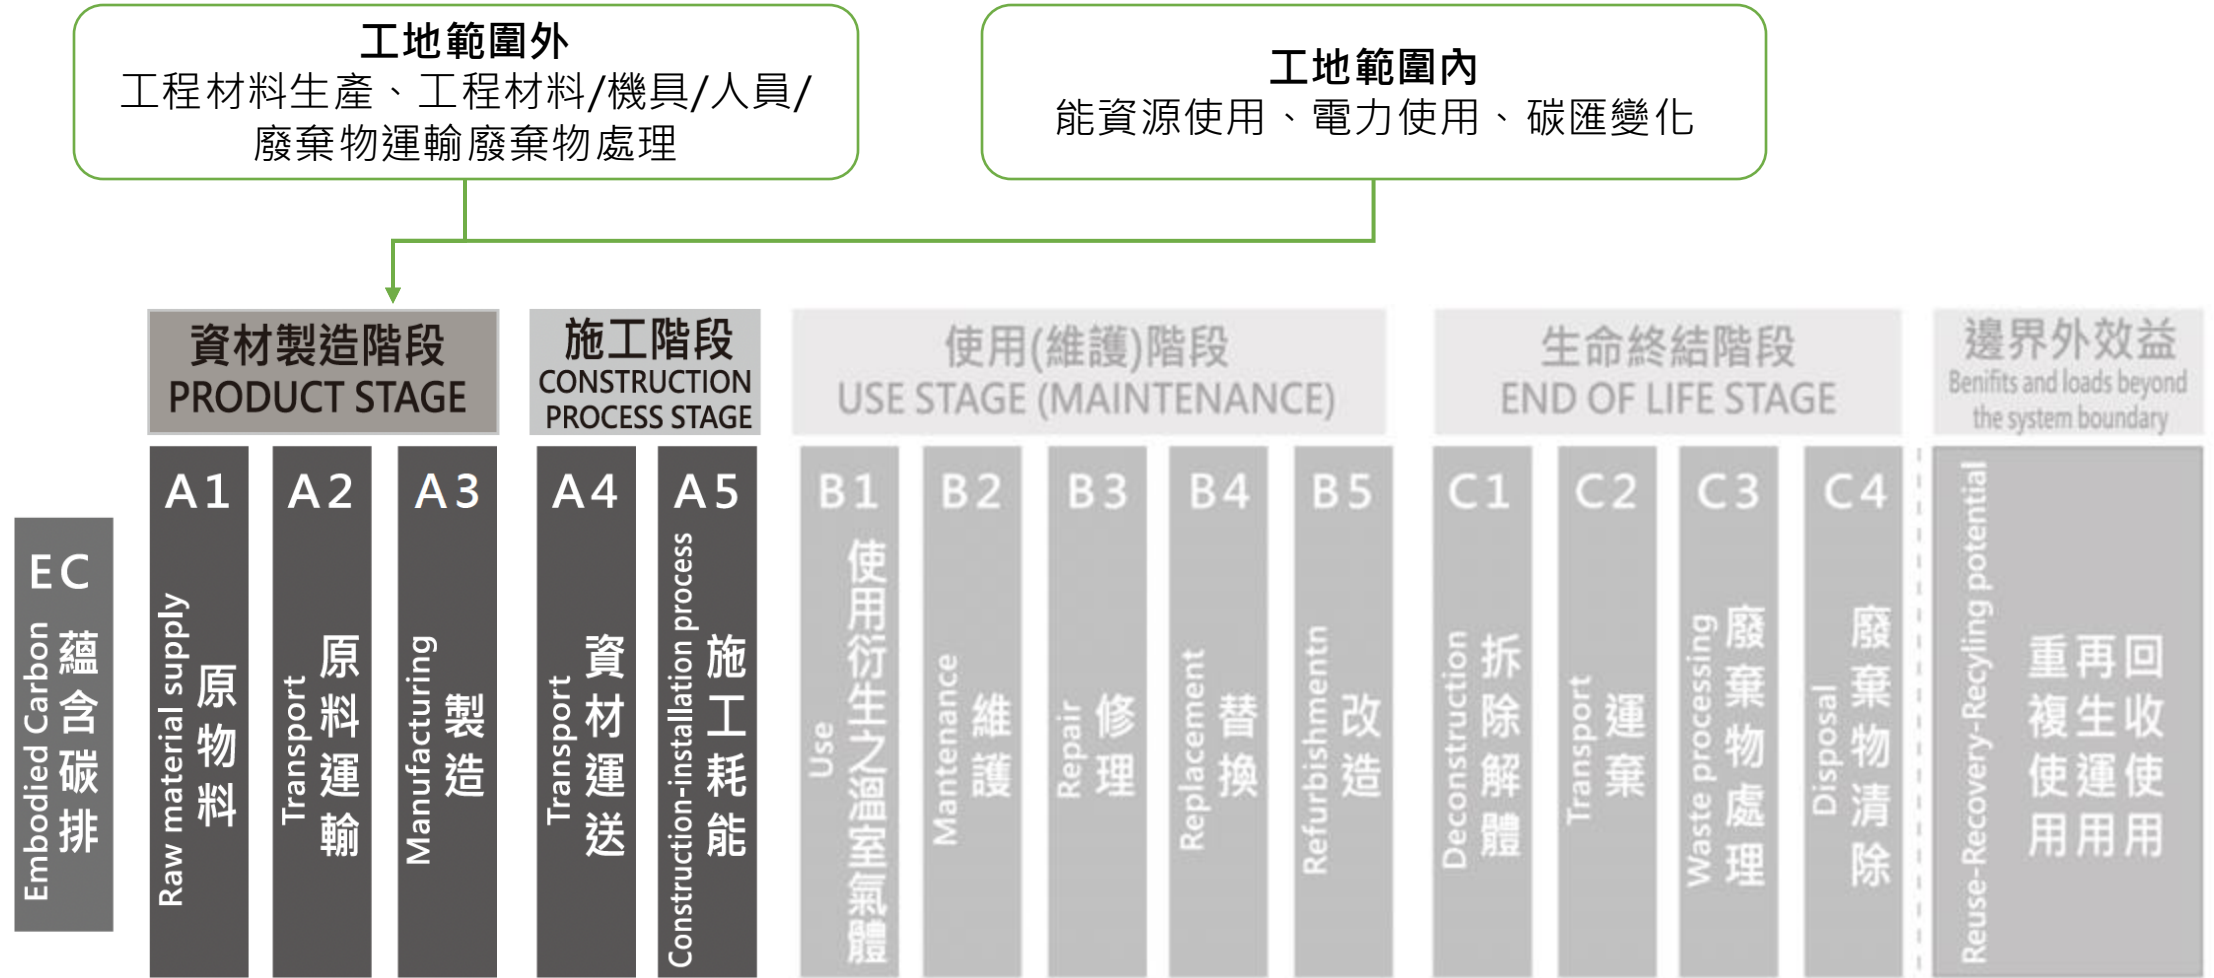 工地範圍外
工程材料生產、工程材料/機具/人員/
廢棄物運輸廢棄物處理
工地範圍內
能資源使用、電力使用、碳匯變化
資材製造階段
PRODUCT STAGE
施工階段
CONSTRUCTION
PROCESS STAGE
使用(維護)階段
USE STAGE (MAINTENANCE)
生命終結階段
END OF LIFE STAGE
邊界外效益
Benifits and loads beyond
the system boundary
EC
Embodied Carbon
蘊含碳排
A1
Raw material supply
原物料
A2
Transport
原料運輸
A3
Manufacturing
製造
A4
Transport
資材運送
A5
Construction-installation process
施工耗能
B1
Use
使用衍生之溫室氣體
B2
Mantenance
維護
B3
Repair
修理
B4
Replacement
替換
B5
Refurbishmentn
改造
C1
Deconstruction
拆除解體
C2
Transport
運棄
C3
Waste processing
廢棄物處理
C4
Disposal
廢棄物清除
Reuse-Recovery-Recyling potential
重複使用
再生運用
回收使用